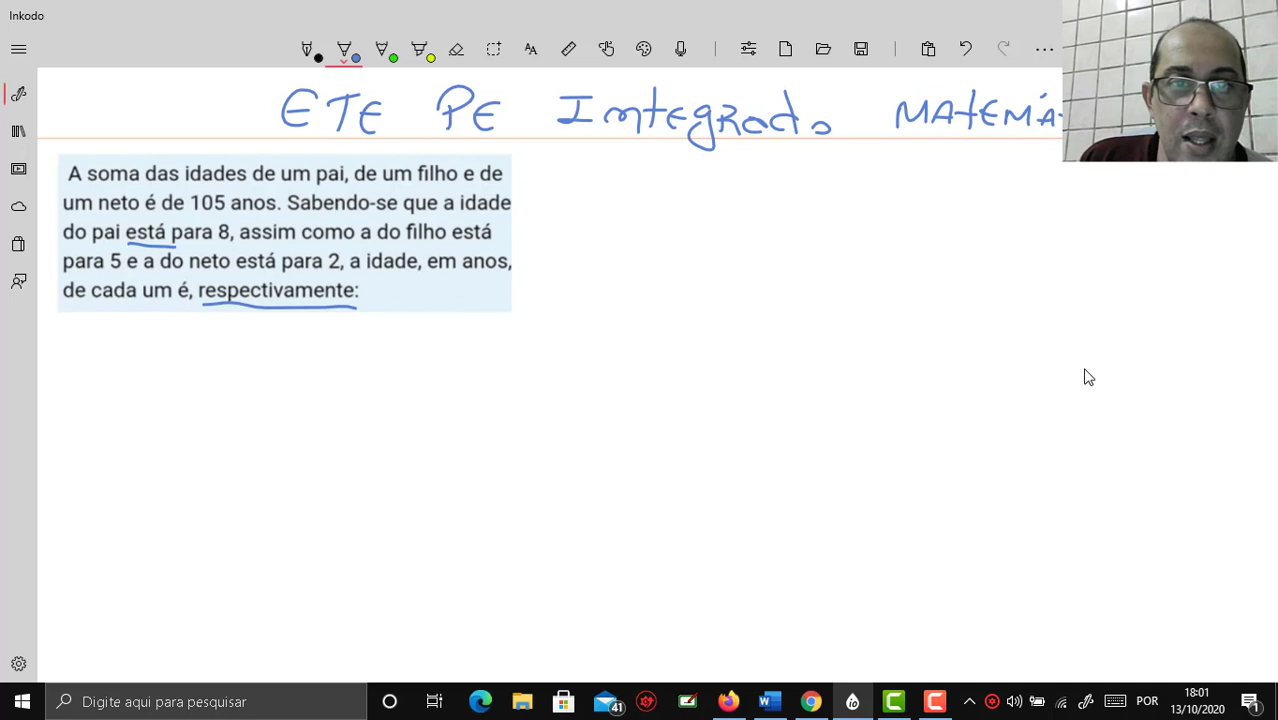 Inkodo
ETE PE Integrado MATEMÁ
A soma das idades de um pai, de um filho e de
um neto é de 105 anos. Sabendo-se que a idade
do pai está para 8, assim como a do filho está
para 5 e a do neto está para 2, a idade, em anos,
de cada um é, respectivamente:
Digite aqui para pesquisar
41
POR
18:01
13/10/2020
1